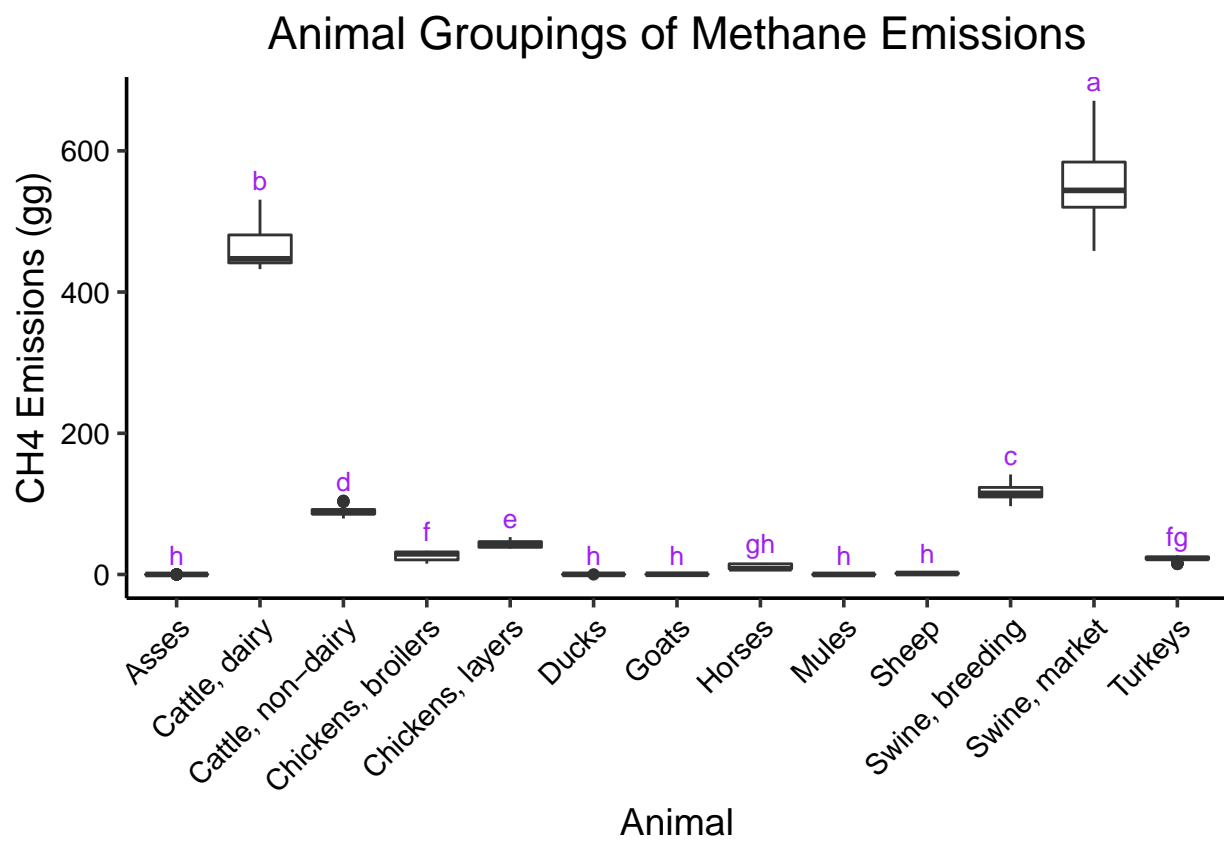 Animal Groupings of Methane Emissions
CH4 Emissions (gg)
600
400
200
0
h
b
d
f
e
h
h
gh
h
h
c
a
fg
Asses
Cattle, dairy
Cattle, non−dairy
Chickens, broilers
Chickens, layers
Ducks
Goats
Horses
Mules
Sheep
Swine, breeding
Swine, market
Turkeys
Animal